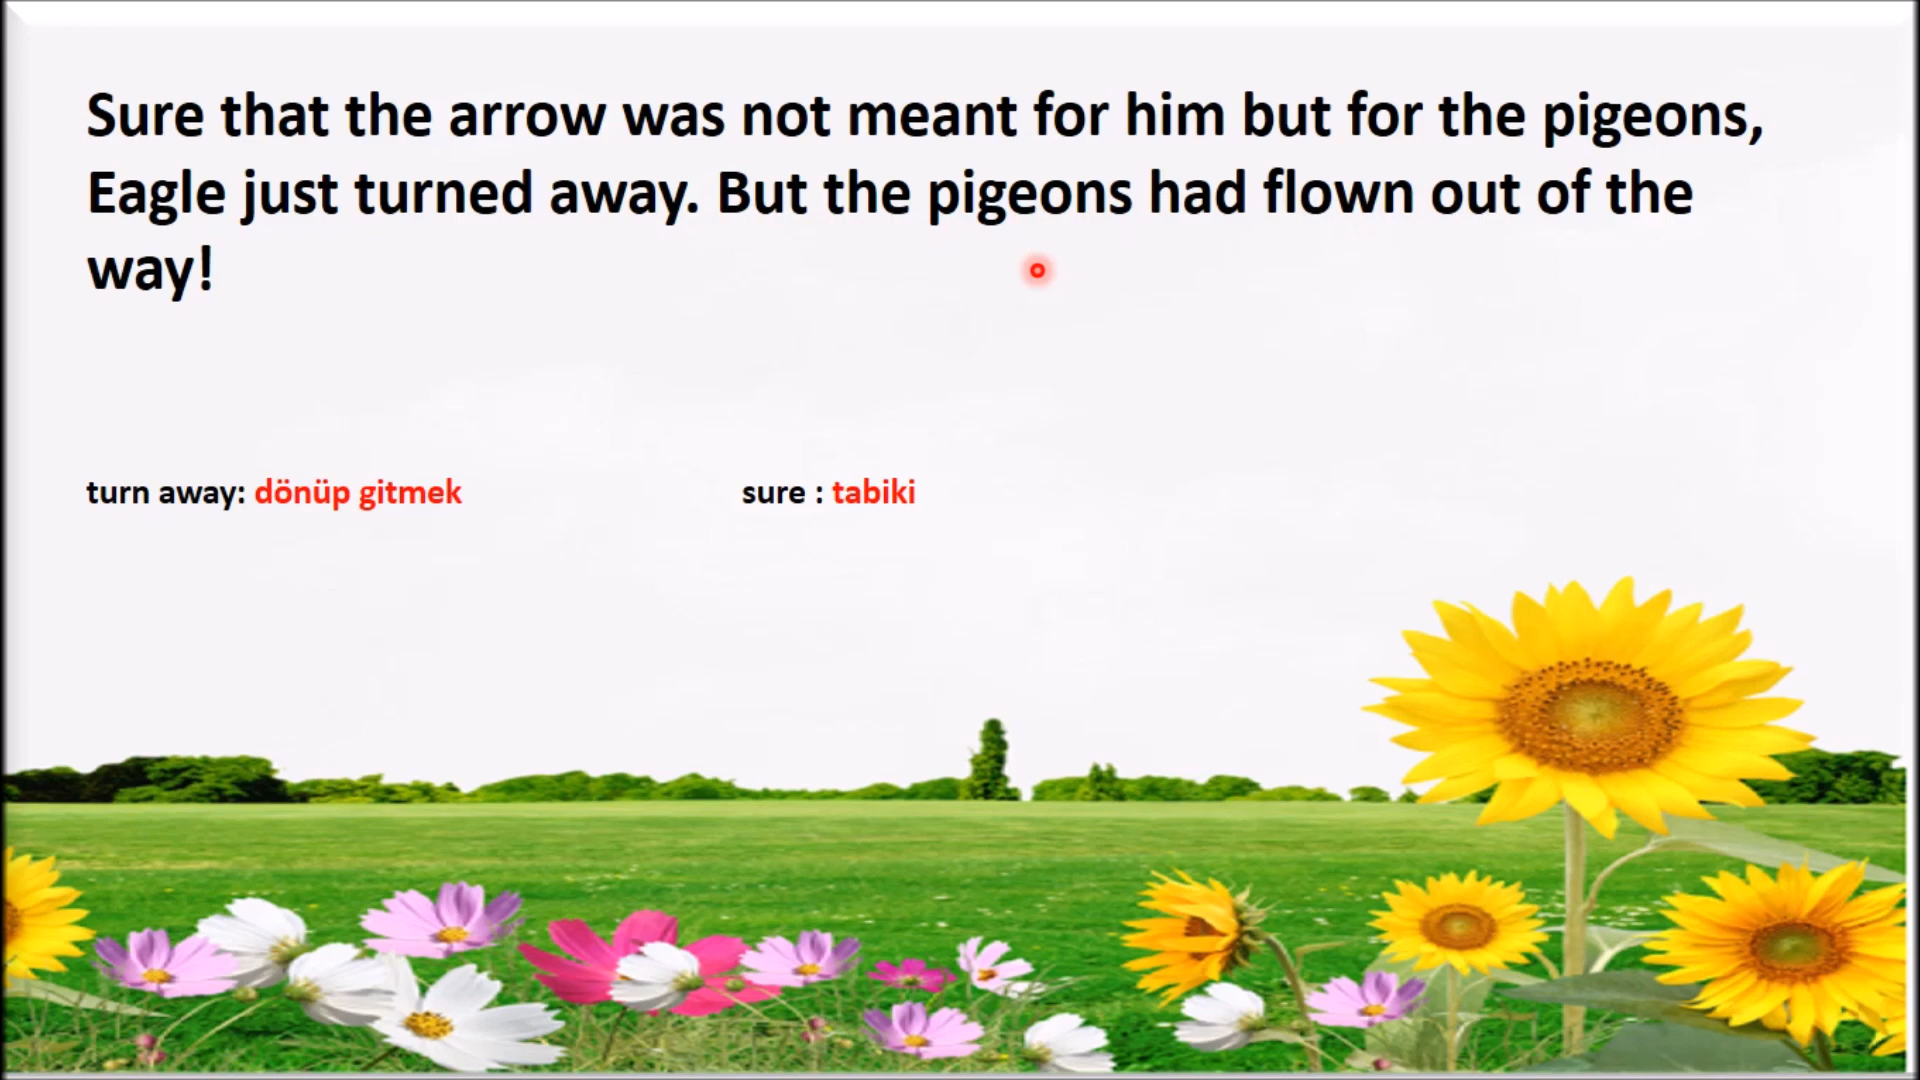 Sure that the arrow was not meant for him but for the pigeons,
Eagle just turned away. But the pigeons had flown out of the
way!
turn away: dönüp gitmek
sure : tabiki